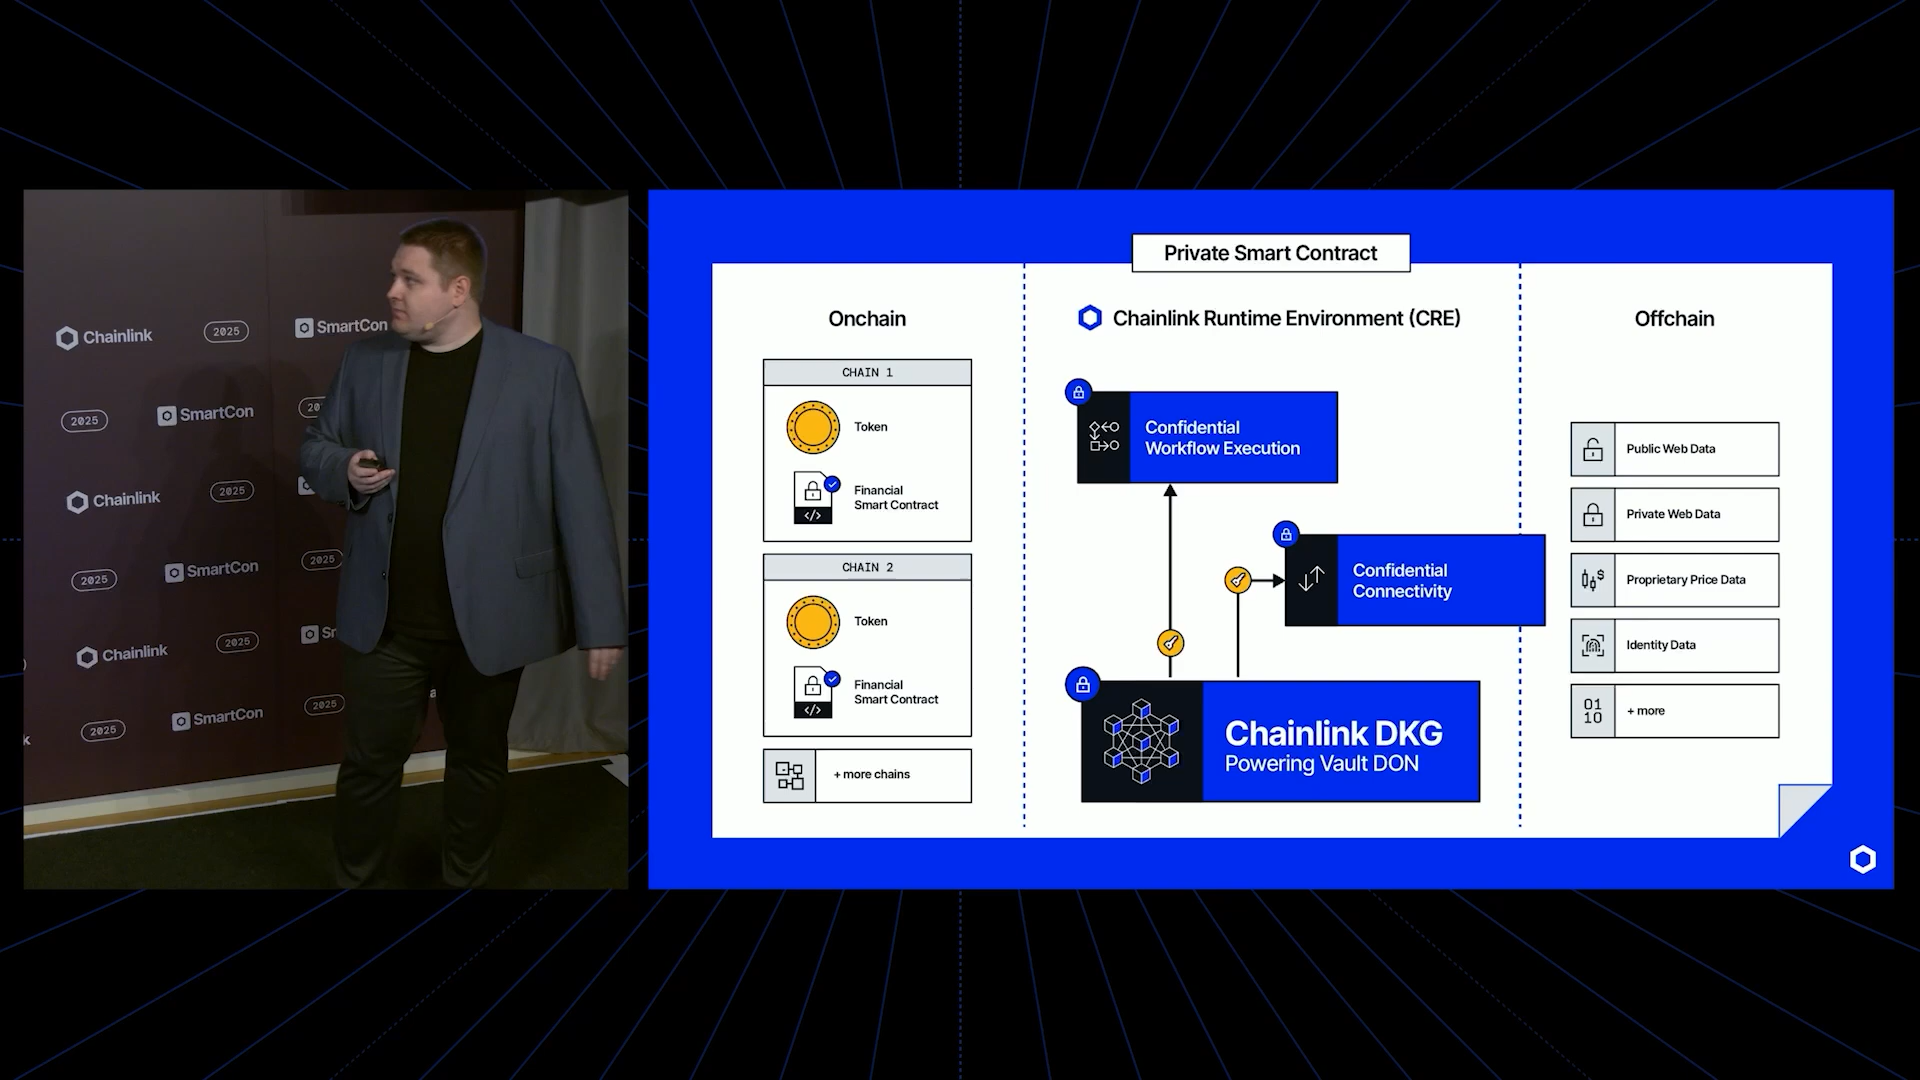 Chainlink
2025
SmartCon
2025
SmartCon
20
Chainlink
2025
2025
SmartCon
2025
Chainlink
2025
2025
SmartCon
2025
Private Smart Contract
Onchain
CHAIN 1
Token
Financial
Smart Contract
</>
CHAIN 2
Token
Financial
Smart Contract
</>
+ more chains
Chainlink Runtime Environment (CRE)
Confidential
Workflow Execution
Confidential
Connectivity
Chainlink DKG
Powering Vault DON
Offchain
Public Web Data
Private Web Data
Proprietary Price Data
Identity Data
01
10
+ more